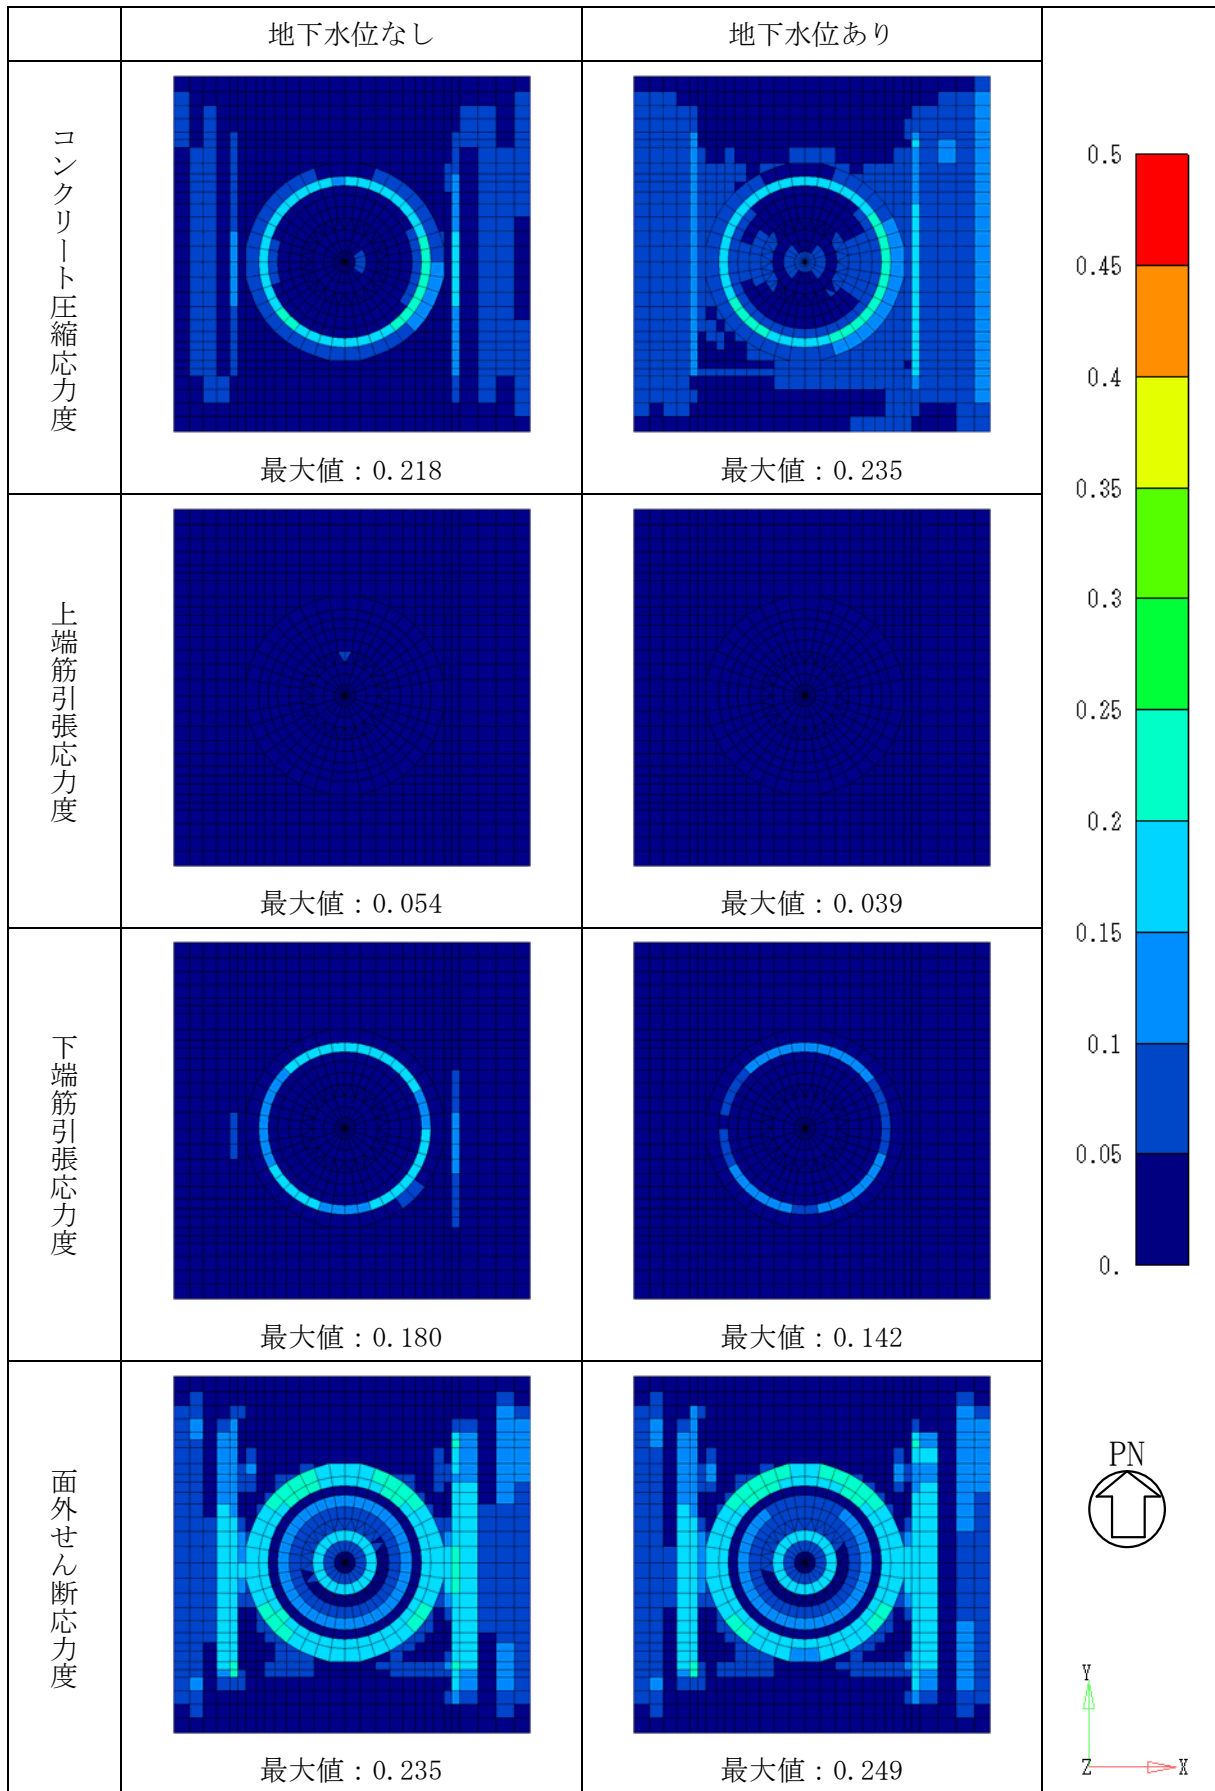 地下水位なし
地下水位あり
コンクリート圧縮応力度
最大値：0.218
最大値：0.235
上端筋引張応力度
最大値：0.054
最大値：0.039
下端筋引張応力度
最大値：0.180
最大値：0.142
面外せん断応力度
最大値：0.235
最大値：0.249
0.5
0.45
0.4
0.35
0.3
0.25
0.2
0.15
0.1
0.05
0.
PN
Y
Z
X